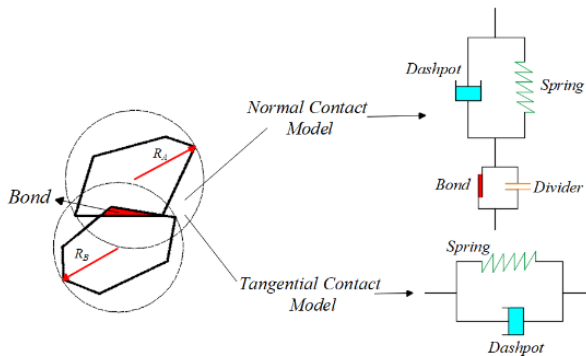 Dashpot
Spring
Normal Contact
Model
R_A
Bond
Bond
Divider
R_B
Spring
Tangential Contact
Model
Dashpot